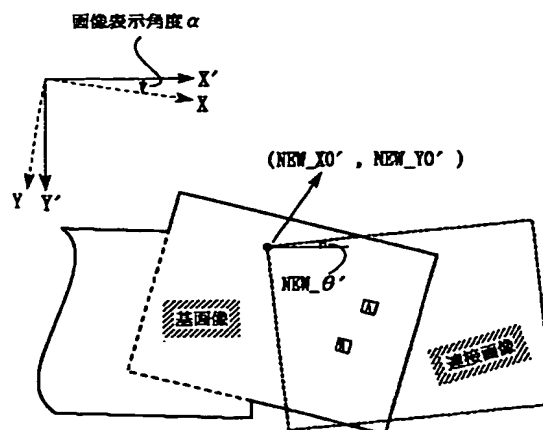 画像表示角度α
X′
X
Y
Y′
(NEW_X0′ , NEW_Y0′ )
NEW_θ′
A
基画像
連接画像